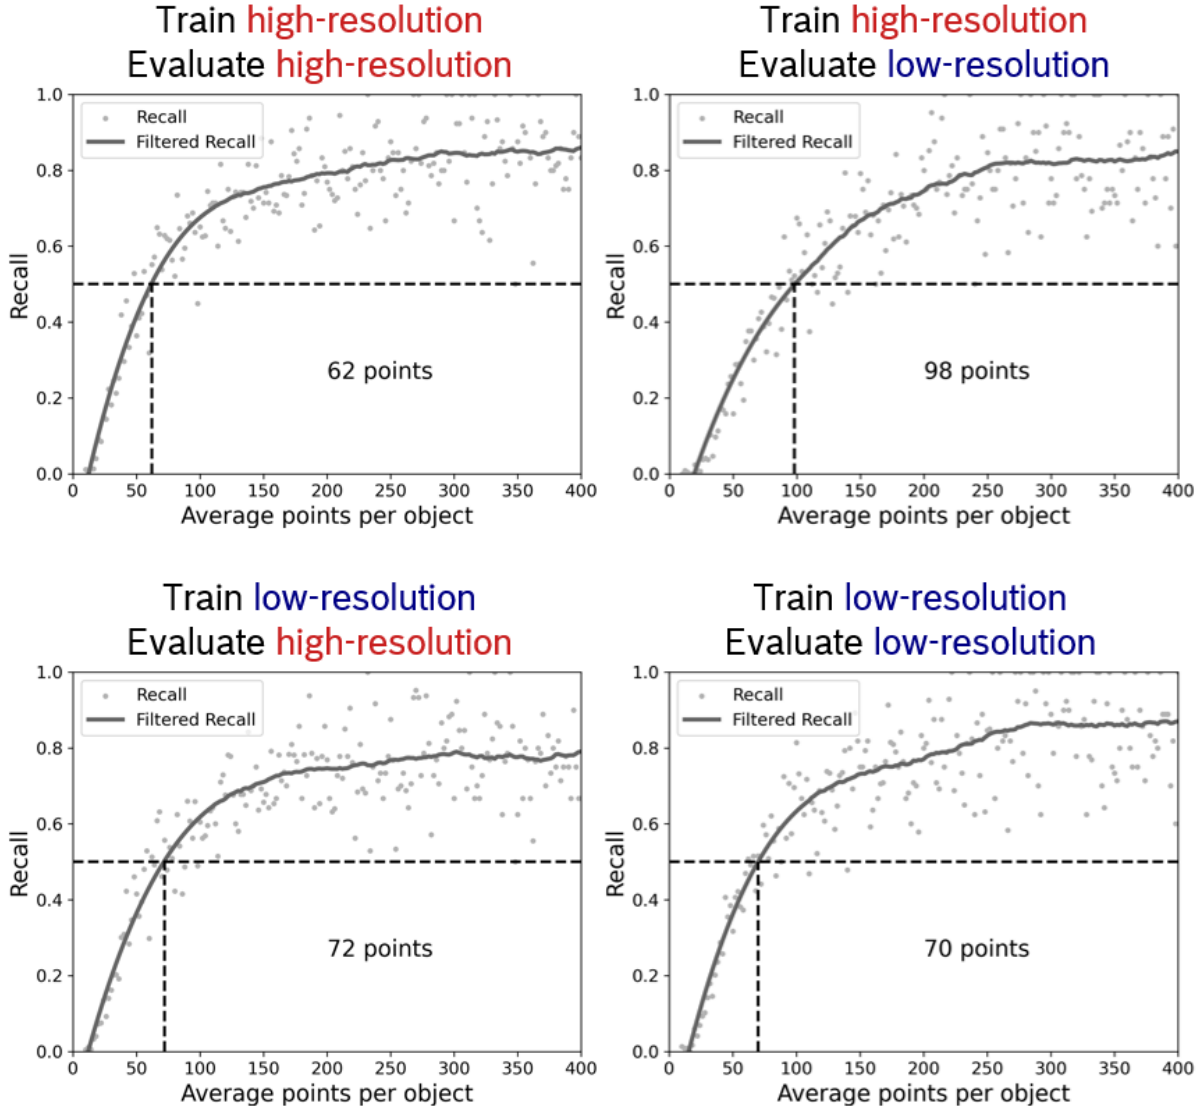 Train high-resolution
Evaluate high-resolution
1.0
0.8
0.6
0.4
0.2
0.0
Recall
Recall
Filtered Recall
62 points
0 50 100 150 200 250 300 350 400
Average points per object
Train high-resolution
Evaluate low-resolution
1.0
0.8
0.6
0.4
0.2
0.0
Recall
Recall
Filtered Recall
98 points
0 50 100 150 200 250 300 350 400
Average points per object
Train low-resolution
Evaluate high-resolution
1.0
0.8
0.6
0.4
0.2
0.0
Recall
Recall
Filtered Recall
72 points
0 50 100 150 200 250 300 350 400
Average points per object
Train low-resolution
Evaluate low-resolution
1.0
0.8
0.6
0.4
0.2
0.0
Recall
Recall
Filtered Recall
70 points
0 50 100 150 200 250 300 350 400
Average points per object